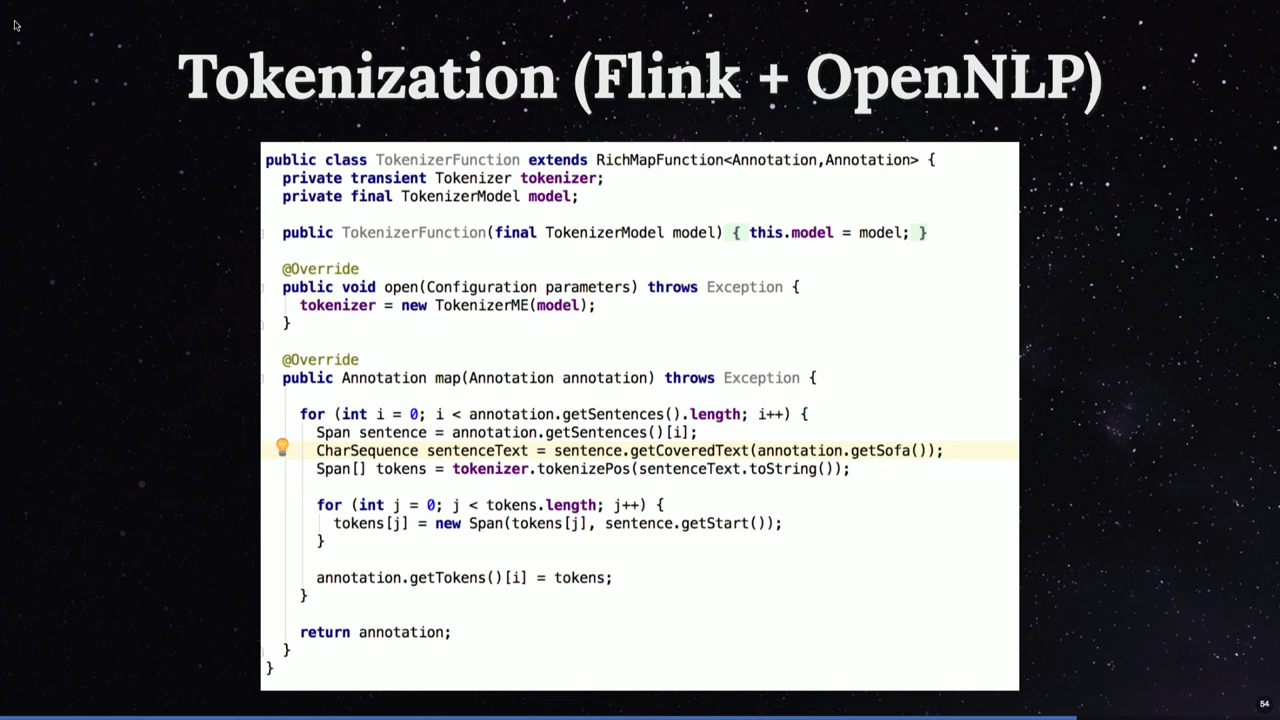 Tokenization (Flink + OpenNLP)
public class TokenizerFunction extends RichMapFunction<Annotation,Annotation> {
private transient Tokenizer tokenizer;
private final TokenizerModel model;
public TokenizerFunction(final TokenizerModel model) { this.model = model; }
@Override
public void open(Configuration parameters) throws Exception {
tokenizer = new TokenizerME(model);
}
@Override
public Annotation map(Annotation annotation) throws Exception {
for (int i = 0; i < annotation.getSentences().length; i++) {
Span sentence = annotation.getSentences()[i];
CharSequence sentenceText = sentence.getCoveredText(annotation.getSofa());
Span[] tokens = tokenizer.tokenizePos(sentenceText.toString());
for (int j = 0; j < tokens.length; j++) {
tokens[j] = new Span(tokens[j], sentence.getStart());
}
annotation.getTokens()[i] = tokens;
}
return annotation;
}
}
54